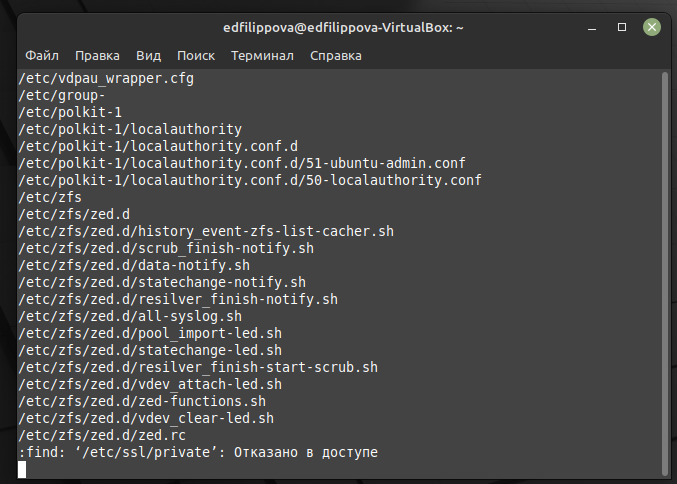 edfilippova@edfilippova-VirtualBox: ~
Файл Правка Вид Поиск Терминал Справка
/etc/vdpau_wrapper.cfg
/etc/group-
/etc/polkit-1
/etc/polkit-1/localauthority
/etc/polkit-1/localauthority.conf.d
/etc/polkit-1/localauthority.conf.d/51-ubuntu-admin.conf
/etc/polkit-1/localauthority.conf.d/50-localauthority.conf
/etc/zfs
/etc/zfs/zed.d
/etc/zfs/zed.d/history_event-zfs-list-cacher.sh
/etc/zfs/zed.d/scrub_finish-notify.sh
/etc/zfs/zed.d/data-notify.sh
/etc/zfs/zed.d/statechange-notify.sh
/etc/zfs/zed.d/resilver_finish-notify.sh
/etc/zfs/zed.d/all-syslog.sh
/etc/zfs/zed.d/pool_import-led.sh
/etc/zfs/zed.d/statechange-led.sh
/etc/zfs/zed.d/resilver_finish-start-scrub.sh
/etc/zfs/zed.d/vdev_attach-led.sh
/etc/zfs/zed.d/zed-functions.sh
/etc/zfs/zed.d/vdev_clear-led.sh
/etc/zfs/zed.d/zed.rc
:find: ‘/etc/ssl/private’: Отказано в доступе